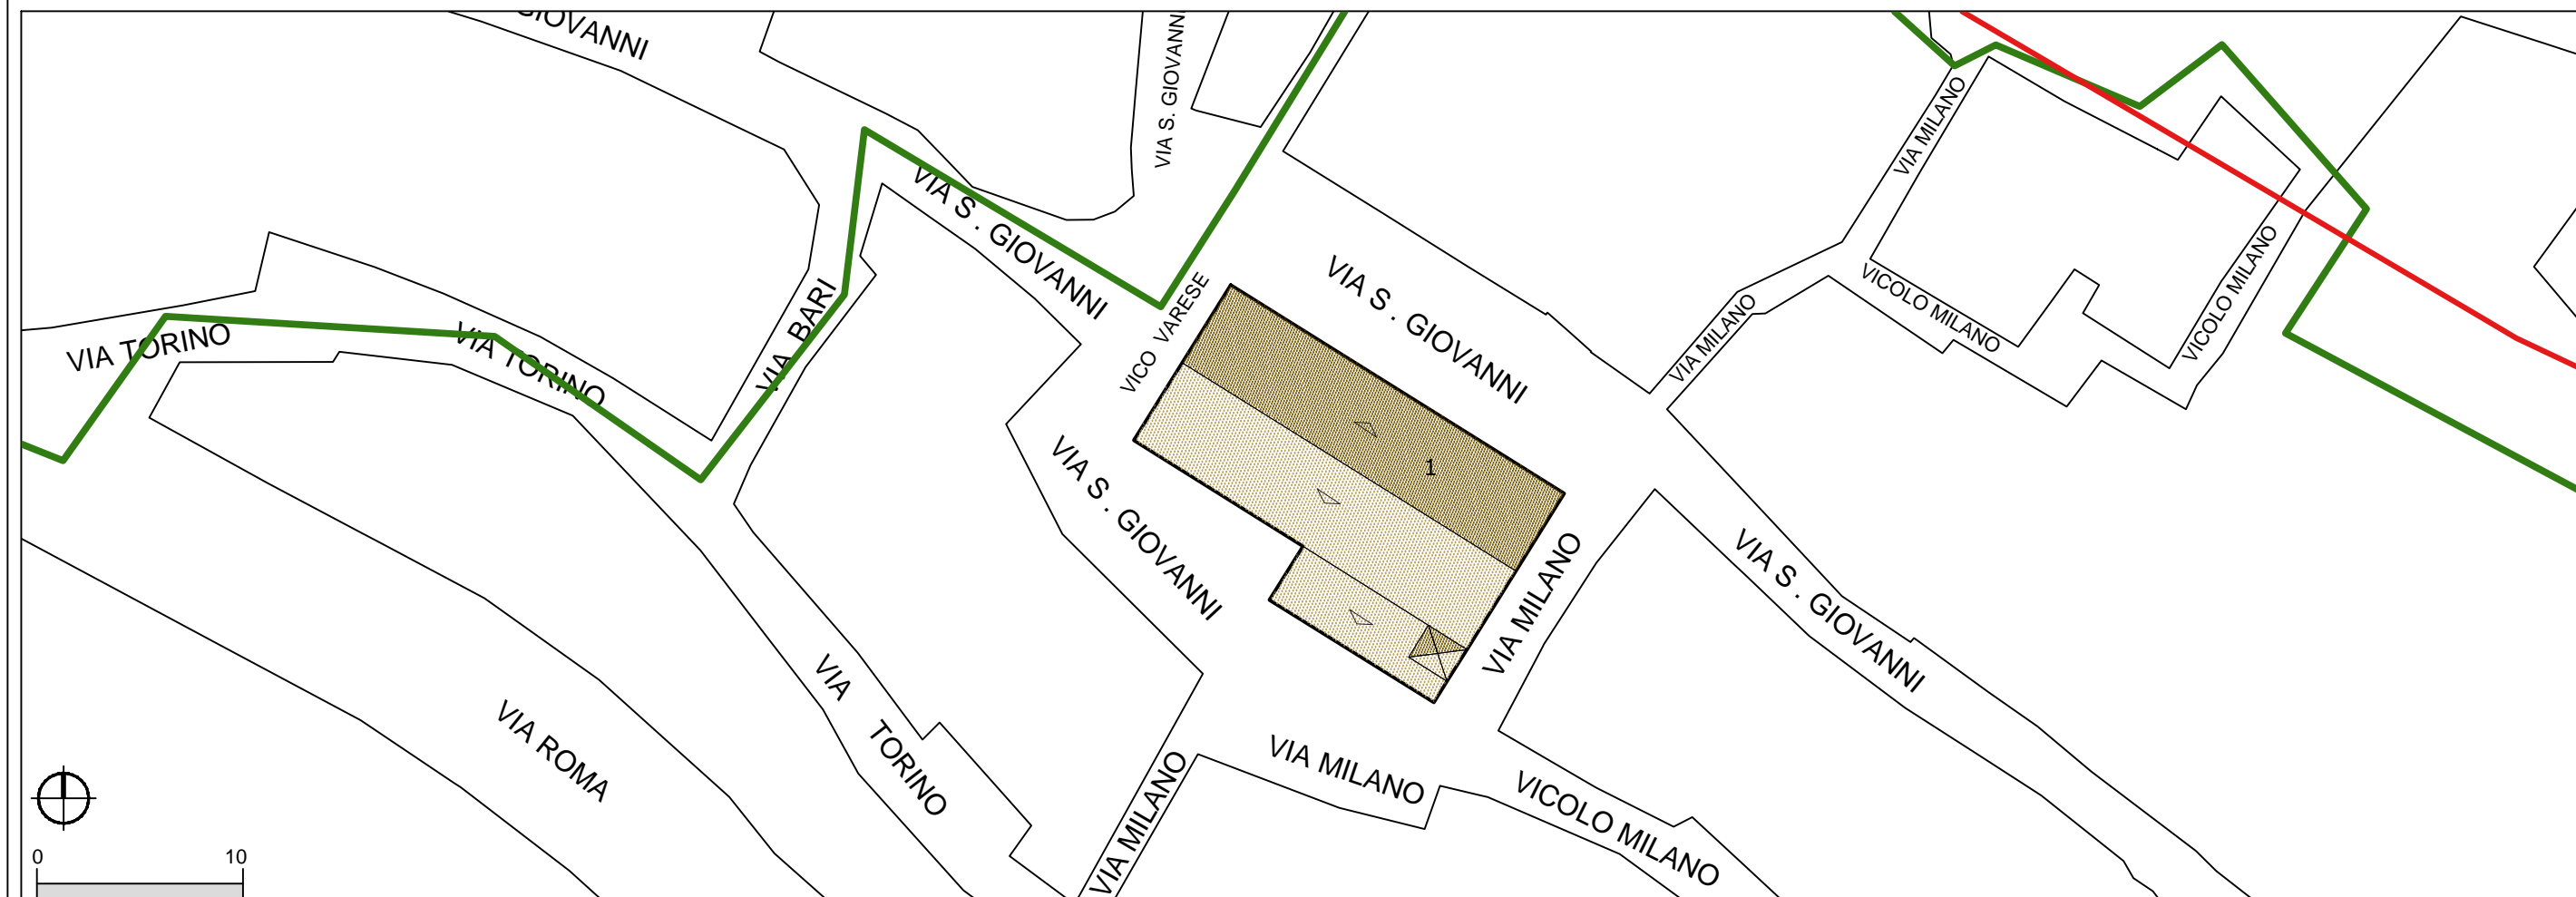 GIOVANNI
VIA S. GIOVANNI
VIA MILANO
VIA S . GIOVANNI
VIA S . GIOVANNI
VICO VARESE
VICOLO MILANO
VICOLO MILANO
VIA TORINO
VIA TORINO
VIA BARI
VIA MILANO
1
VIA S . GIOVANNI
VIA MILANO
VIA S . GIOVANNI
VIA TORINO
VIA ROMA
VIA MILANO
VIA MILANO
VICOLO MILANO
0 10